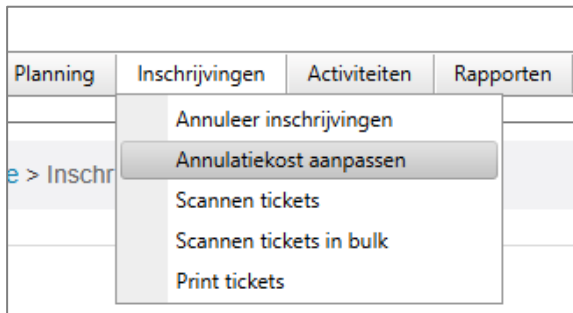 Planning Inschrijvingen Activiteiten Rapporten
Annuleer inschrijvingen
Annulatiekost aanpassen
e > Inschr
Scannen tickets
Scannen tickets in bulk
Print tickets